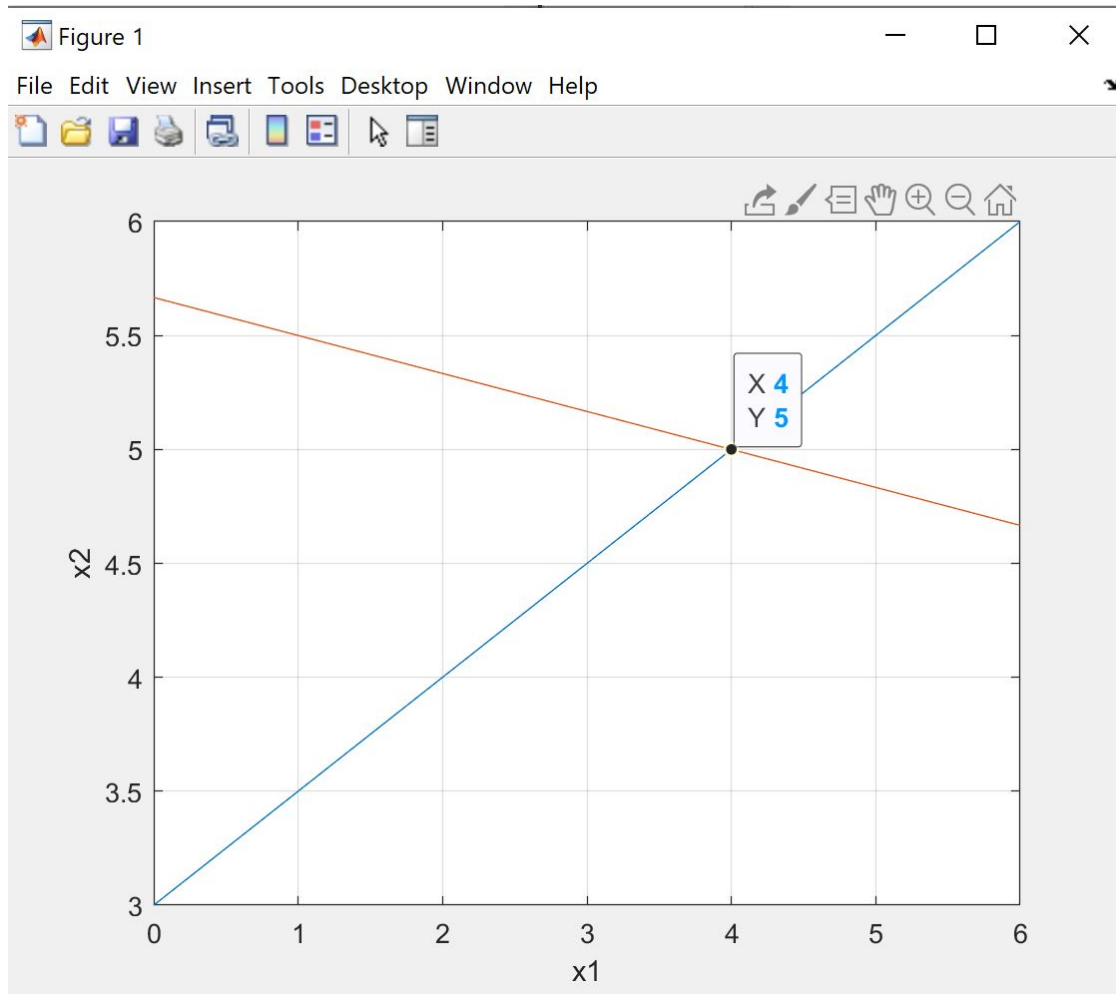 Figure 1
File Edit View Insert Tools Desktop Window Help
6
5.5
5
4.5
4
3.5
3
x2
X 4
Y 5
0 1 2 3 4 5 6
x1